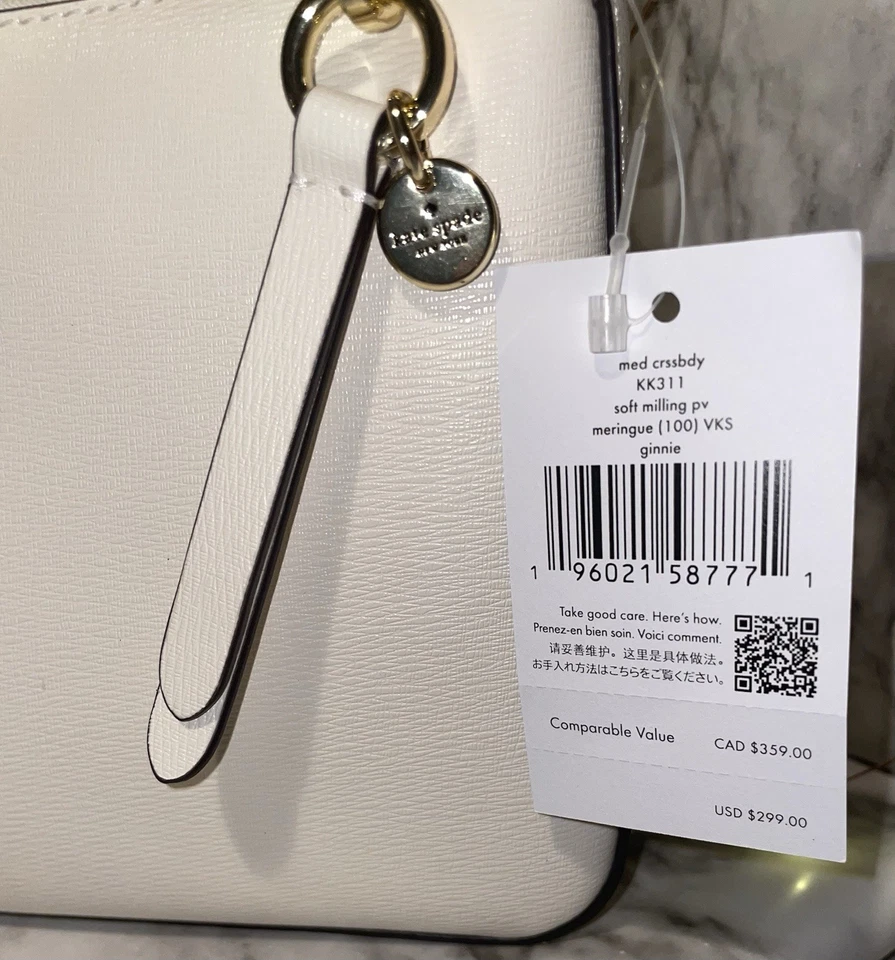 kate spade
NEW YORK
med crssbdy
KK311
soft milling pv
meringue (100) VKS
ginnie
1 96021 58777 1
Take good care. Here's how.
Prenez-en bien soin. Voici comment.
请妥善维护。这里是具体做法。
お手入れ方法はこちらをご覧ください。
Comparable Value CAD $359.00
USD $299.00